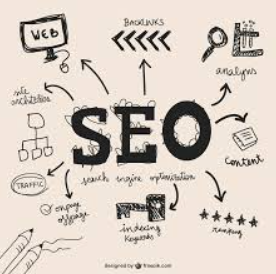 WEB
BACKLINKS
analysis
site
architecture
SEO
search engine optimization
content
TRAFFIC
onpage
offpage
indexing
keywords
ranking
designed by freepik.com